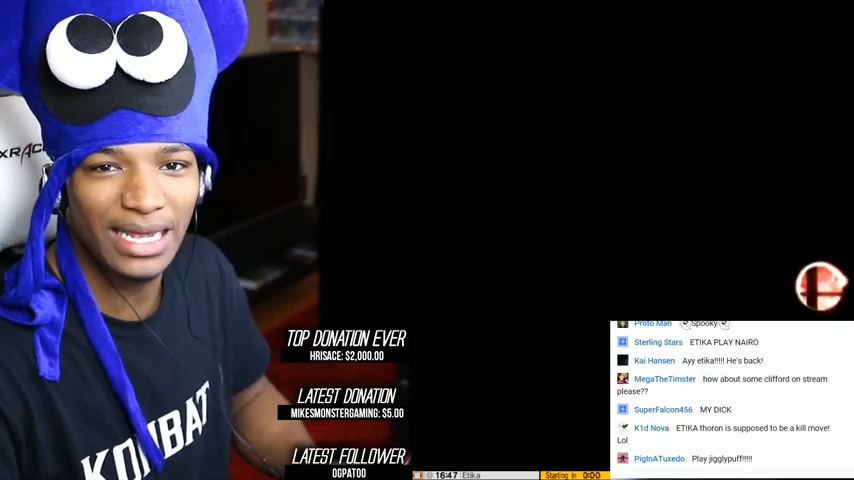 XRAC
KOMBAT
TOP DONATION EVER
HRISACE: $2,000.00
LATEST DONATION
MIKESMONSTERGAMING: $5.00
LATEST FOLLOWER
OGPATOO
16:47 Etika
Starting in 0:00
Proto Man Spooky
Sterling Stars ETIKA PLAY NAIRO
Kai Hansen Ayy etika!!!!! He's back!
MegaTheTimster how about some clifford on stream
please??
SuperFalcon456 MY DICK
K1d Nova ETIKA thoron is supposed to be a kill move!
Lol
PigInATuxedo Play jigglypuff!!!!!